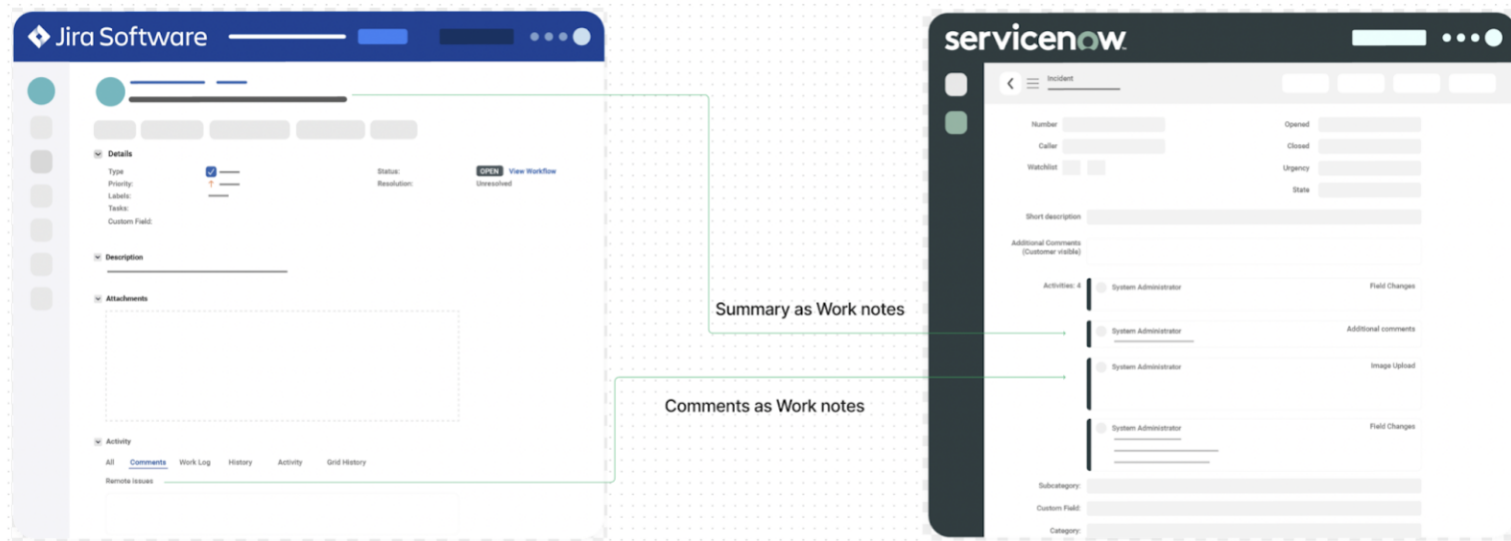 Jira Software
Details
Type
Priority:
Labels:
Tasks:
Custom Field:
Status:
OPEN View Workflow
Resolution:
Unresolved
Description
Attachments
Activity
All Comments Work Log History Activity Grid History
Remote issues
Summary as Work notes
Comments as Work notes
servicenow
Incident
Number
Caller
Watchlist
Opened
Closed
Urgency
State
Short description
Additional Comments
(Customer visible)
Activities: 4
System Administrator
Field Changes
System Administrator
Additional comments
System Administrator
Image Upload
System Administrator
Field Changes
Subcategory:
Custom Field:
Category: